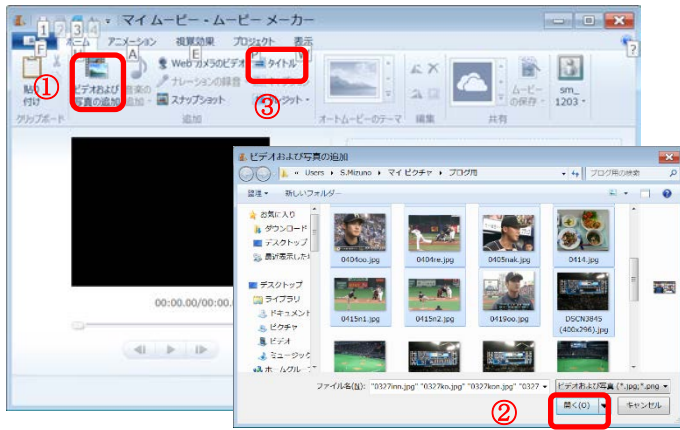 マイ ムービー - ムービー メーカー
1 2 3 4
ホーム アニメーション 視覚効果 プロジェクト 表示
F A E P ?
①
貼り付け
ビデオおよび写真の追加
音楽の追加
Web カメラのビデオ
ナレーションの録音
スナップショット
タイトル
クレジット
③
ムービーの保存
sm_1203
クリップボード 追加 オートムービーのテーマ 編集 共有
00:00.00/00:00.
ビデオおよび写真の追加
« Users ▸ S.Mizuno ▸ マイ ピクチャ ▸ ブログ用
ブログ用の検索
整理 新しいフォルダー
お気に入り
ダウンロード
デスクトップ
最近表示した
デスクトップ
ライブラリ
ドキュメント
ピクチャ
ビデオ
ミュージック
ホームグルー
0404oo.jpg 0404re.jpg 0405nak.jpg 0414.jpg
0415n1.jpg 0415n2.jpg 0419oo.jpg DSCN3845 (400x296).jpg
ファイル名(N): "0327inn.jpg" "0327ko.jpg" "0327kon.jpg" "0327
ビデオおよび写真 (*.jpg;*.png
②
開く(O) キャンセル